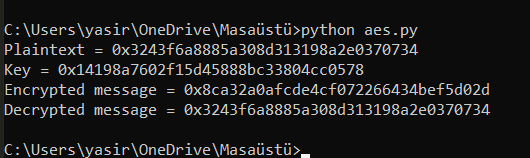 C:\Users\yasir\OneDrive\Masaüstü>python aes.py
Plaintext = 0x3243f6a8885a308d313198a2e0370734
Key = 0x14198a7602f15d45888bc33804cc0578
Encrypted message = 0x8ca32a0afcde4cf072266434bef5d02d
Decrypted message = 0x3243f6a8885a308d313198a2e0370734
C:\Users\yasir\OneDrive\Masaüstü>